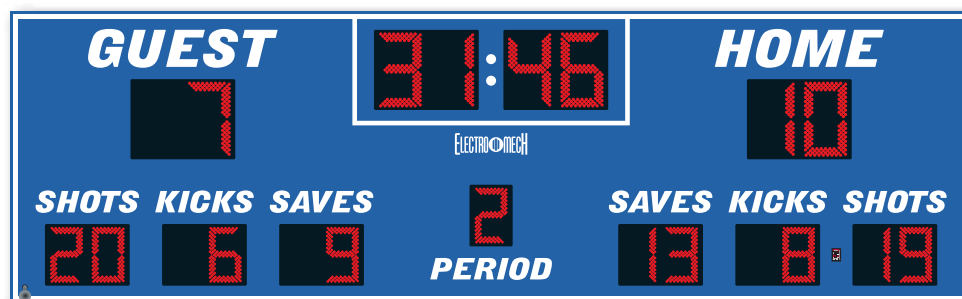 GUEST
31:46
HOME
7
10
ELECTRO-MECH
SHOTS KICKS SAVES
2
SAVES KICKS SHOTS
20 6 9
13 8 19
PERIOD